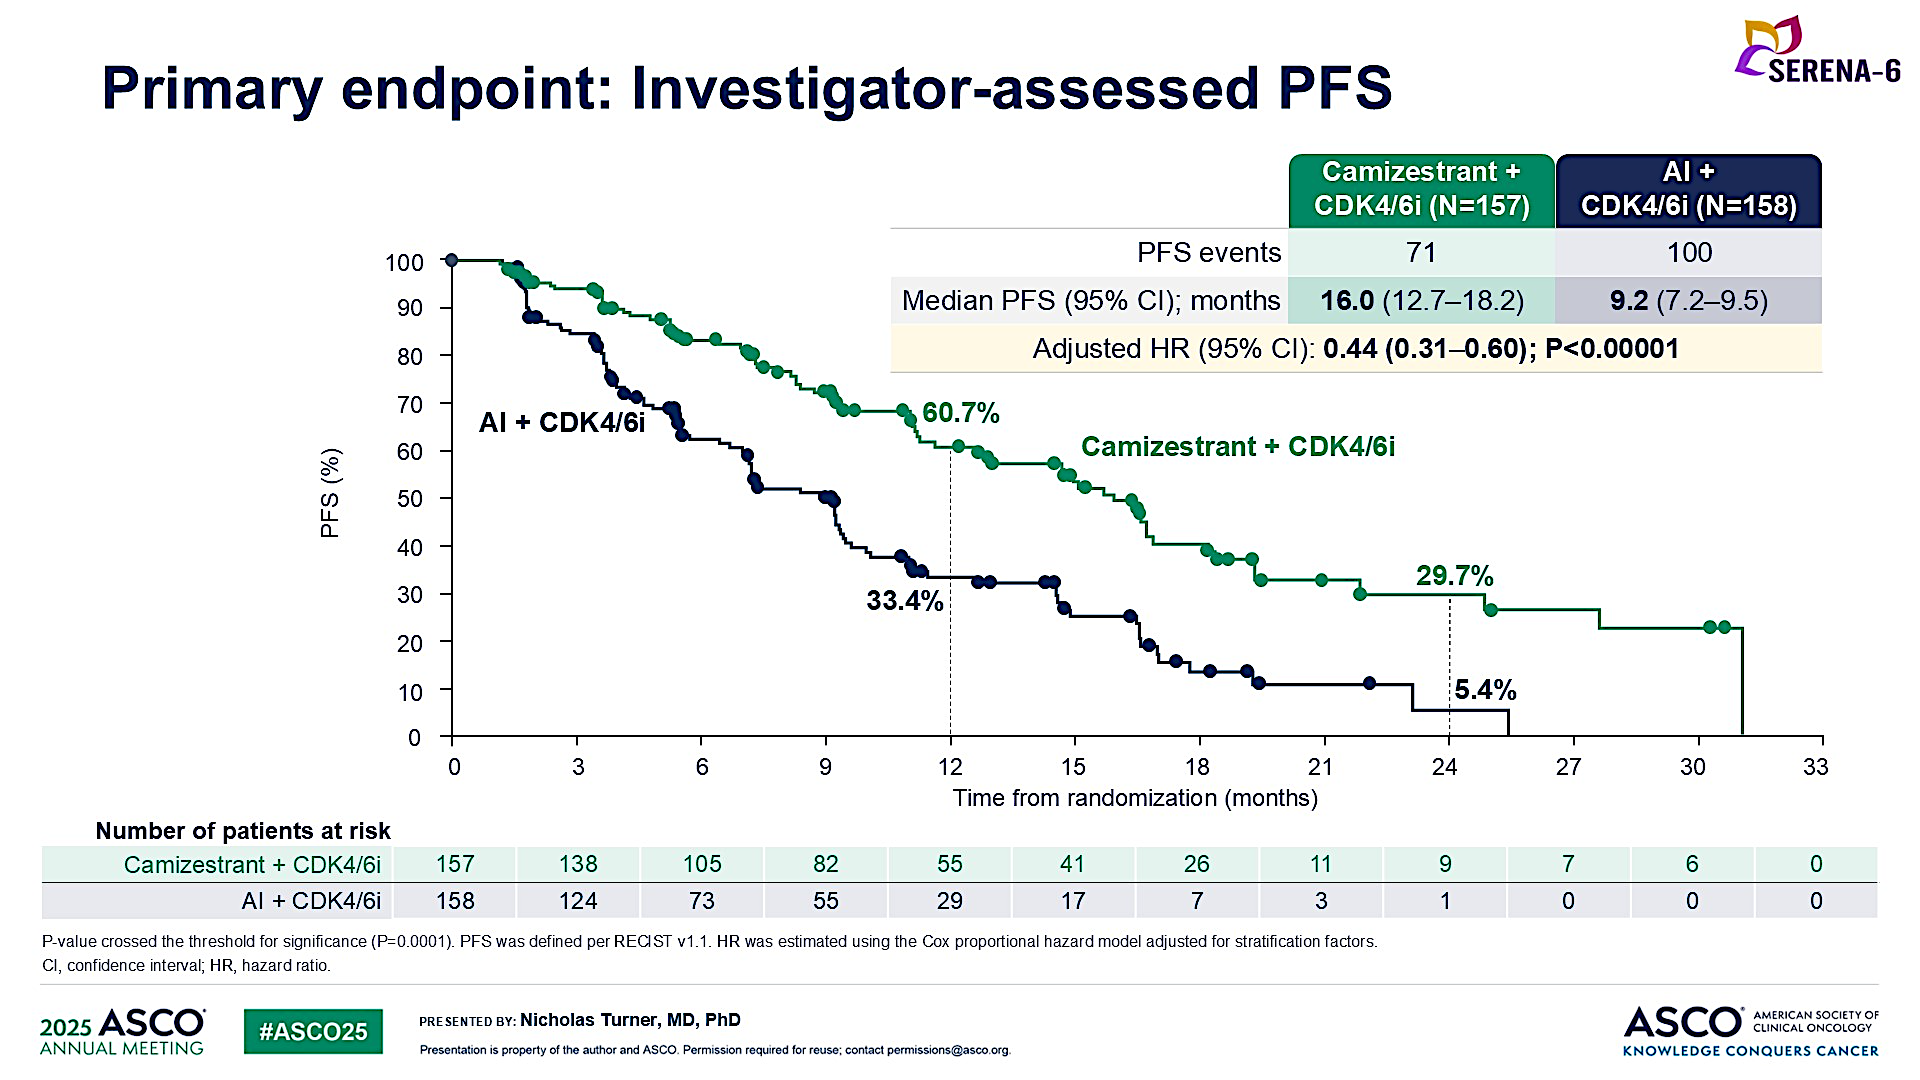 SERENA-6
Primary endpoint: Investigator-assessed PFS
Camizestrant +
CDK4/6i (N=157)
AI +
CDK4/6i (N=158)
PFS events 71 100
Median PFS (95% CI); months 16.0 (12.7–18.2) 9.2 (7.2–9.5)
Adjusted HR (95% CI): 0.44 (0.31–0.60); P<0.00001
PFS (%)
100
90
80
70
60
50
40
30
20
10
0
AI + CDK4/6i
60.7%
Camizestrant + CDK4/6i
33.4%
29.7%
5.4%
0 3 6 9 12 15 18 21 24 27 30 33
Time from randomization (months)
Number of patients at risk
Camizestrant + CDK4/6i 157 138 105 82 55 41 26 11 9 7 6 0
AI + CDK4/6i 158 124 73 55 29 17 7 3 1 0 0 0
P-value crossed the threshold for significance (P=0.0001). PFS was defined per RECIST v1.1. HR was estimated using the Cox proportional hazard model adjusted for stratification factors.
CI, confidence interval; HR, hazard ratio.
2025 ASCO®
ANNUAL MEETING
#ASCO25
PRESENTED BY: Nicholas Turner, MD, PhD
Presentation is property of the author and ASCO. Permission required for reuse; contact permissions@asco.org.
ASCO® AMERICAN SOCIETY OF
CLINICAL ONCOLOGY
KNOWLEDGE CONQUERS CANCER